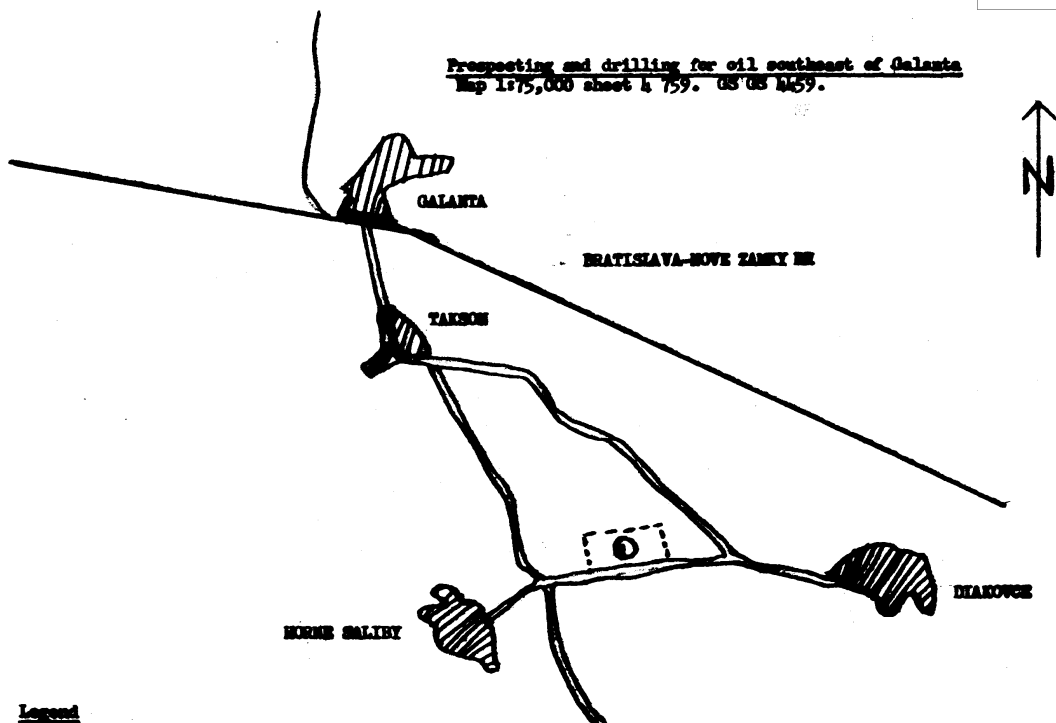 Prospecting and drilling for oil southeast of Galanta
Map 1:75,000 sheet 4 759. GS GS 4459.
N
GALANTA
BRATISLAVA-NOVE ZAMKY RR
TAKSON
DIAKOVCE
HORNE SALIBY
Legend